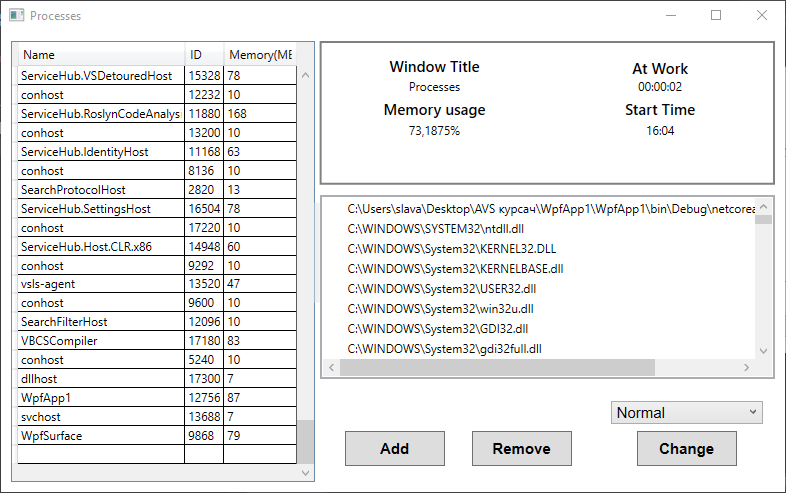 Processes
Name ID Memory(ME
ServiceHub.VSDetouredHost 15328 78
conhost 12232 10
ServiceHub.RoslynCodeAnalysi 11880 168
conhost 13200 10
ServiceHub.IdentityHost 11168 63
conhost 8136 10
SearchProtocolHost 2820 13
ServiceHub.SettingsHost 16504 78
conhost 17220 10
ServiceHub.Host.CLR.x86 14948 60
conhost 9292 10
vsls-agent 13520 47
conhost 9600 10
SearchFilterHost 12096 10
VBCSCompiler 17180 83
conhost 5240 10
dllhost 17300 7
WpfApp1 12756 87
svchost 13688 7
WpfSurface 9868 79
Window Title
Processes
Memory usage
73,1875%
At Work
00:00:02
Start Time
16:04
C:\Users\slava\Desktop\AVS курсач\WpfApp1\WpfApp1\bin\Debug\netcorea
C:\WINDOWS\SYSTEM32\ntdll.dll
C:\WINDOWS\System32\KERNEL32.DLL
C:\WINDOWS\System32\KERNELBASE.dll
C:\WINDOWS\System32\USER32.dll
C:\WINDOWS\System32\win32u.dll
C:\WINDOWS\System32\GDI32.dll
C:\WINDOWS\System32\gdi32full.dll
Normal
Add Remove Change